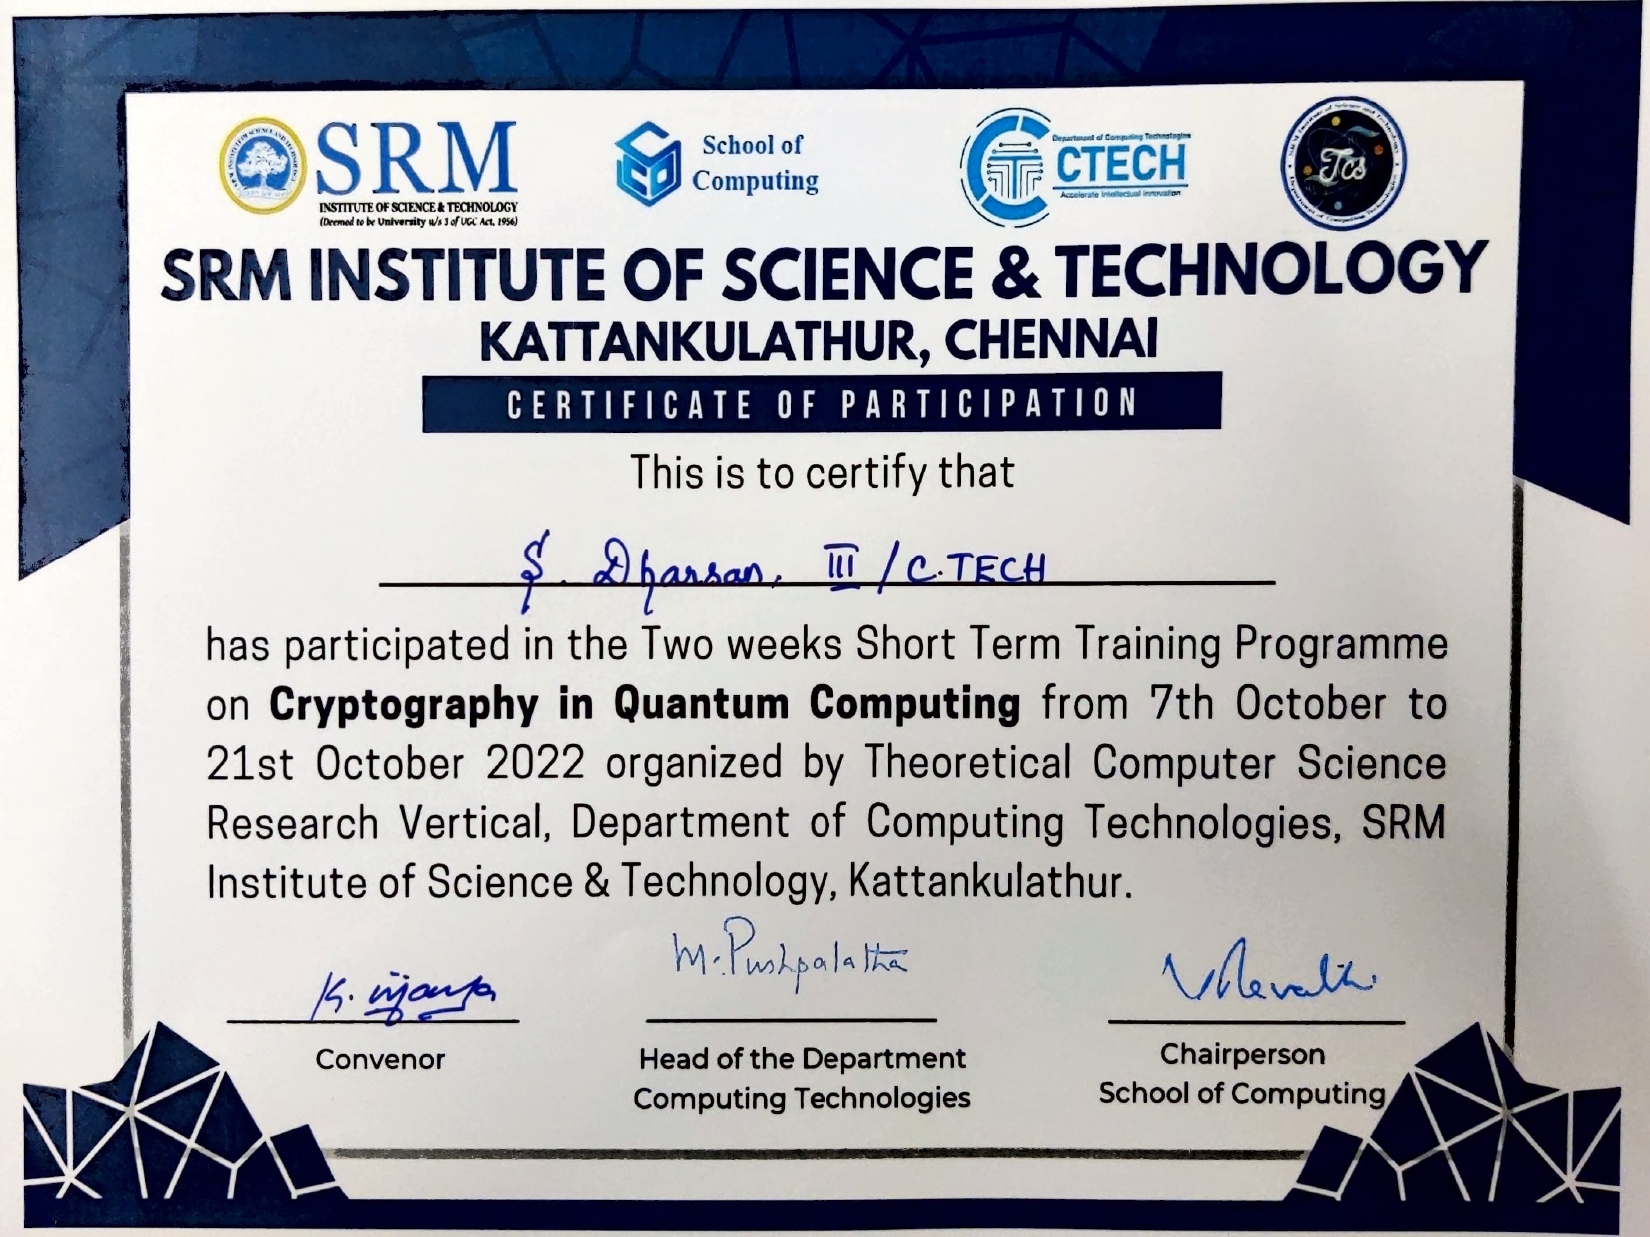 SRM
INSTITUTE OF SCIENCE & TECHNOLOGY
(Deemed to be University u/s 3 of UGC Act, 1956)
School of
Computing
Department of Computing Technologies
CTECH
Accelerate Intellectual Innovation
Tcs
SRM INSTITUTE OF SCIENCE & TECHNOLOGY
KATTANKULATHUR, CHENNAI
CERTIFICATE OF PARTICIPATION
This is to certify that
S. Dharsan, III / C.TECH
has participated in the Two weeks Short Term Training Programme
on Cryptography in Quantum Computing from 7th October to
21st October 2022 organized by Theoretical Computer Science
Research Vertical, Department of Computing Technologies, SRM
Institute of Science & Technology, Kattankulathur.
M. Pushpalatha
Convenor
Head of the Department
Computing Technologies
Chairperson
School of Computing